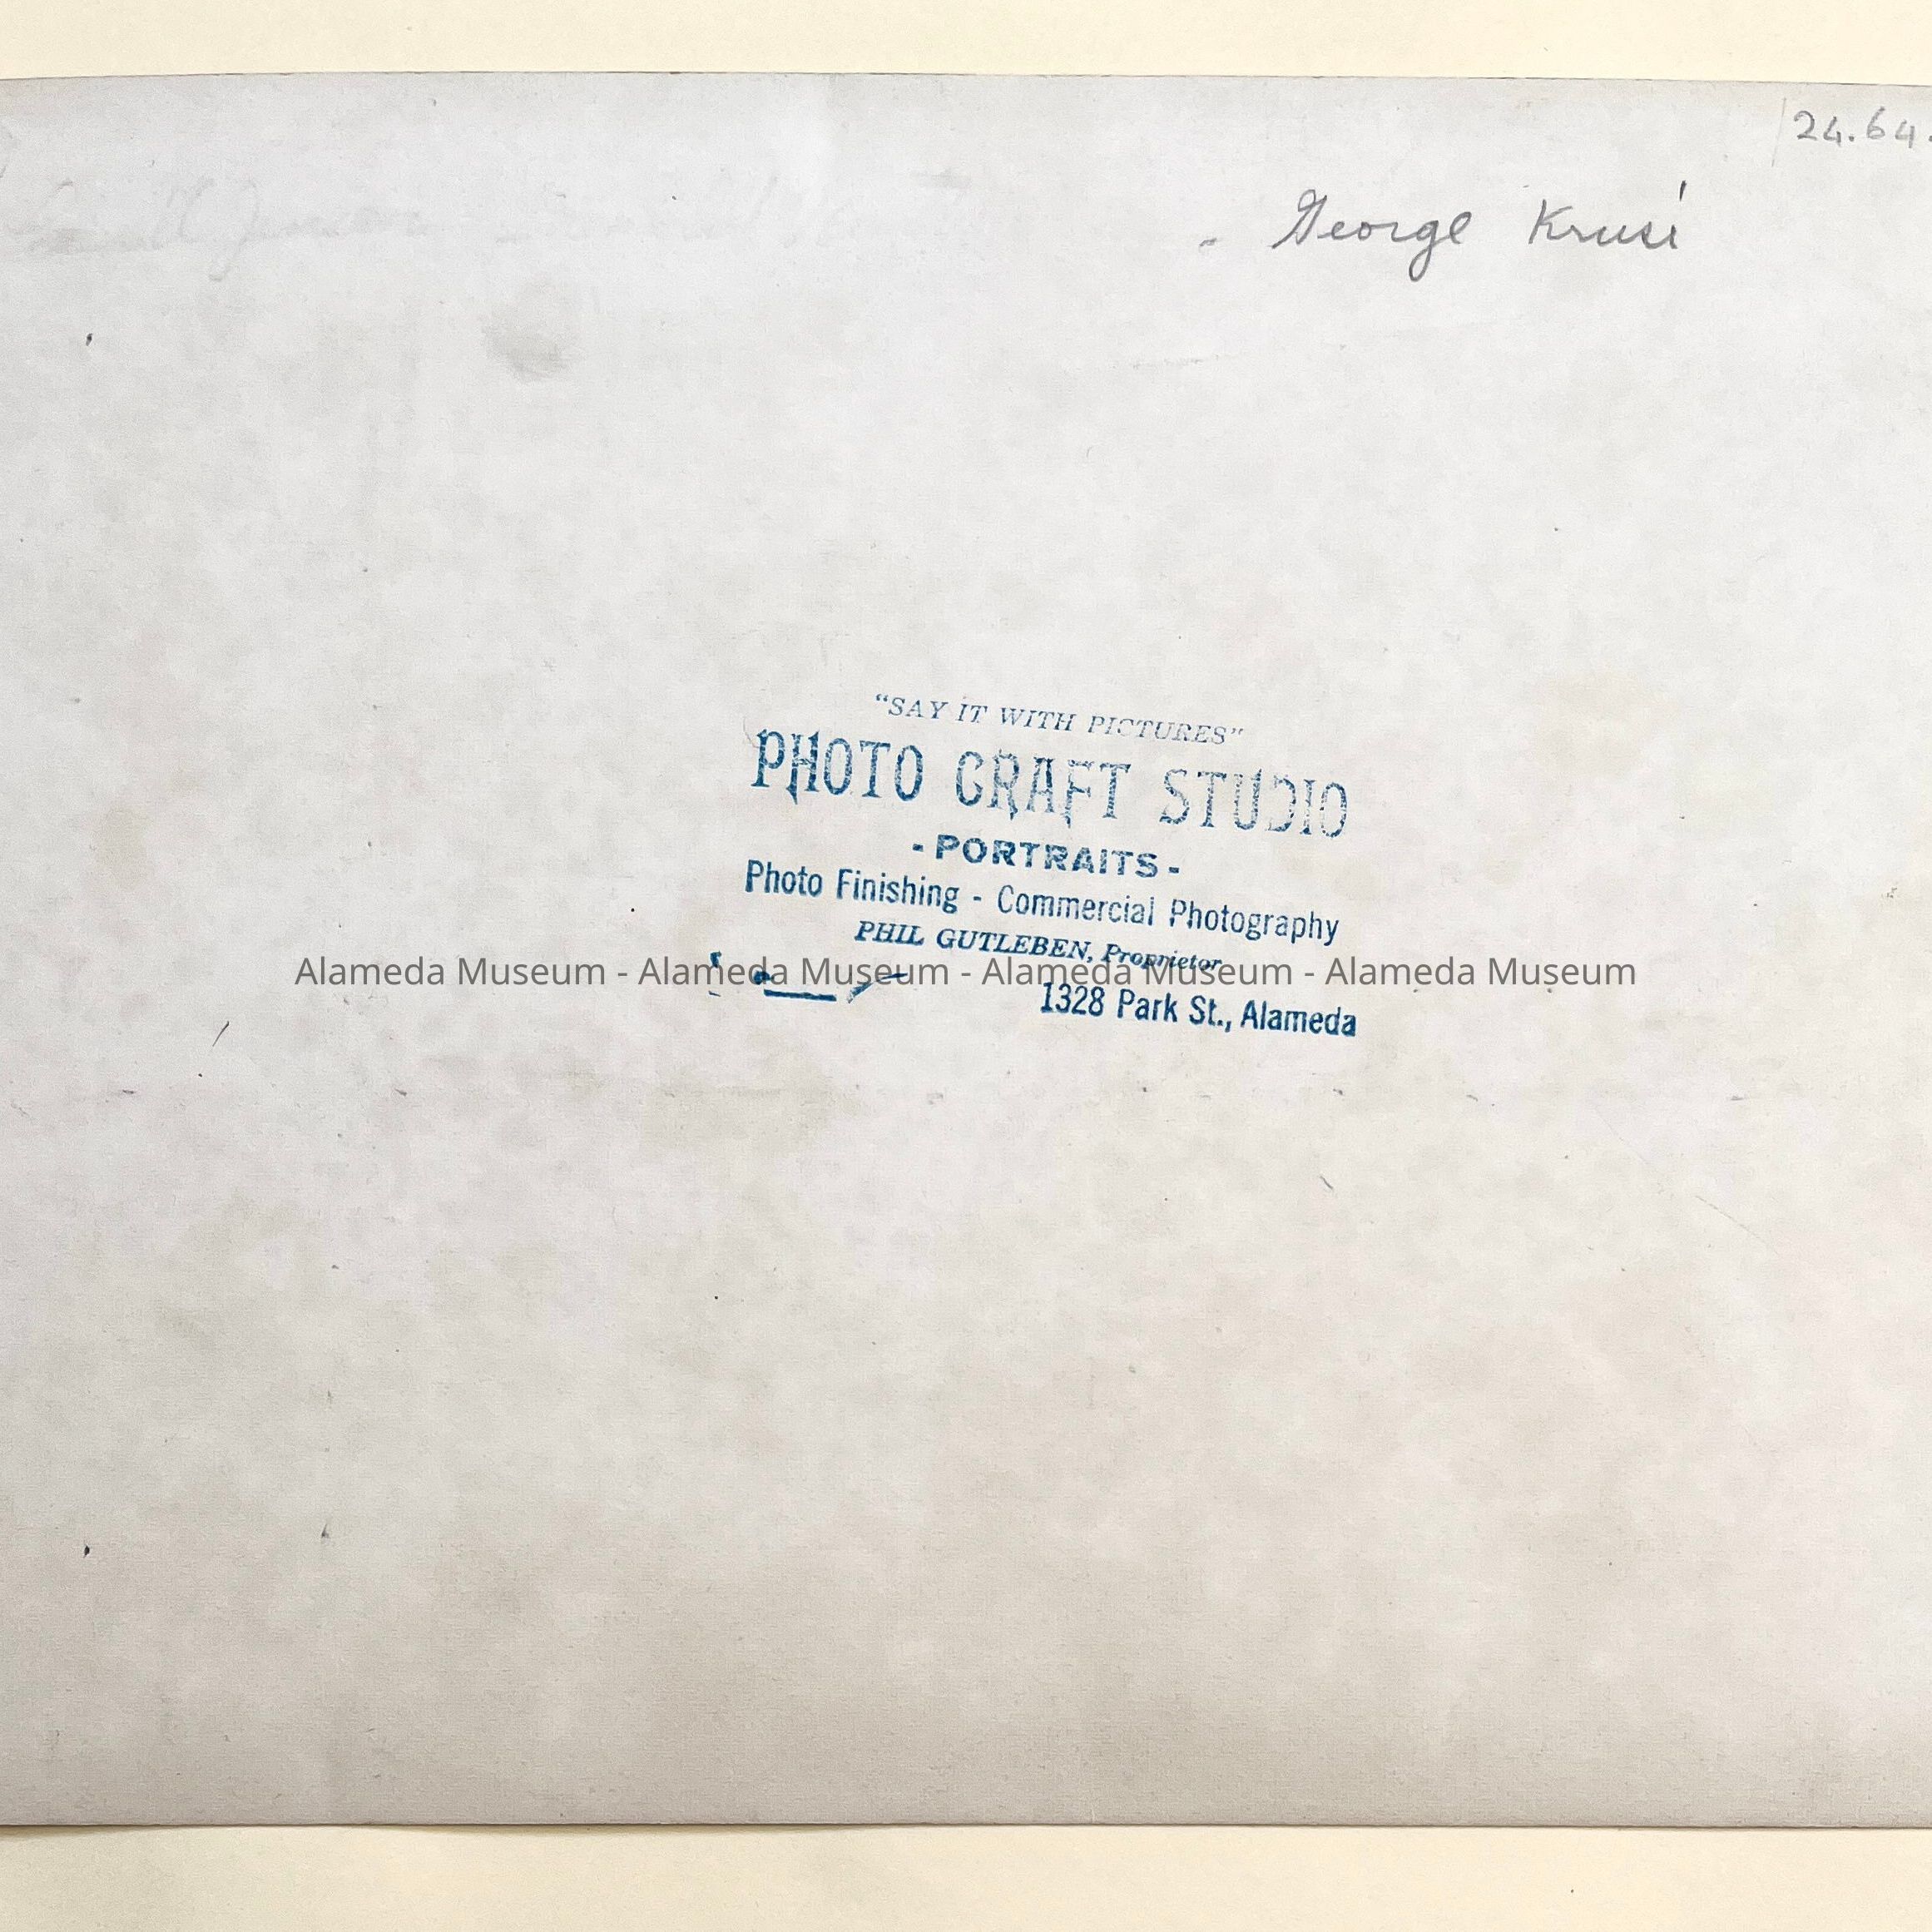 24.64.
George Krusi
"SAY IT WITH PICTURES"
PHOTO CRAFT STUDIO
- PORTRAITS -
Photo Finishing - Commercial Photography
PHIL GUTLEBEN, Proprietor
Alameda Museum - Alameda Museum - Alameda Museum - Alameda Museum
1328 Park St., Alameda